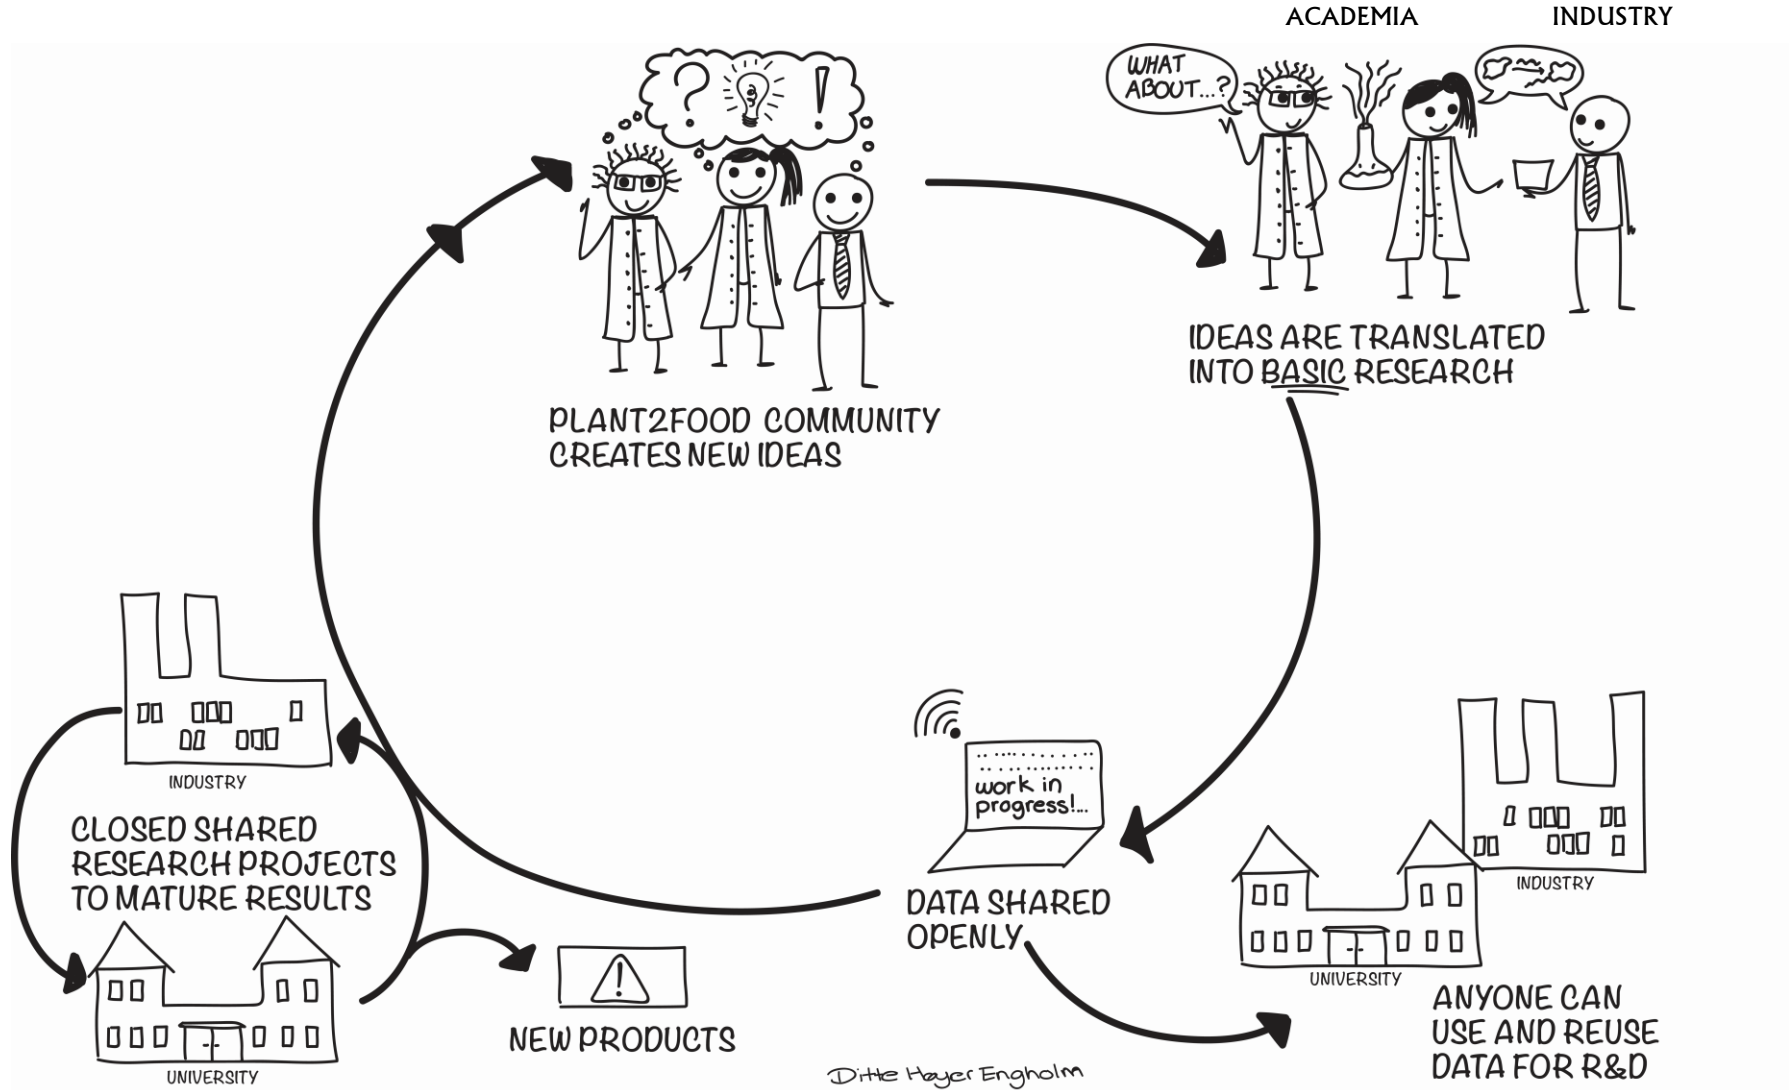 ACADEMIA
INDUSTRY
WHAT
ABOUT...?
PLANT2FOOD COMMUNITY
CREATES NEW IDEAS
IDEAS ARE TRANSLATED
INTO BASIC RESEARCH
work in
progress!...
DATA SHARED
OPENLY
INDUSTRY
UNIVERSITY
ANYONE CAN
USE AND REUSE
DATA FOR R&D
INDUSTRY
CLOSED SHARED
RESEARCH PROJECTS
TO MATURE RESULTS
UNIVERSITY
NEW PRODUCTS
Ditte Høyer Engholm